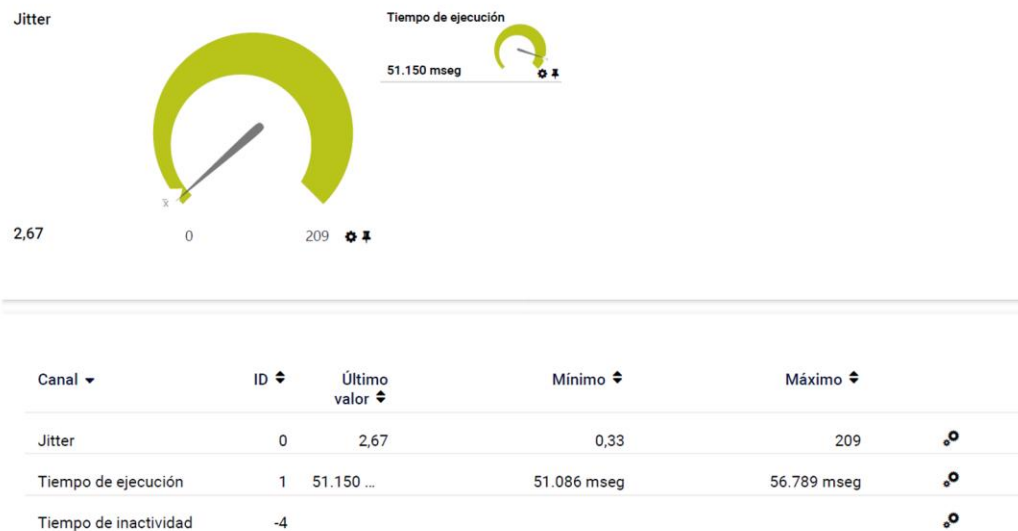 Jitter
Tiempo de ejecución
51.150 mseg
x
2,67
0
209
Canal ID Último valor Mínimo Máximo
Jitter 0 2,67 0,33 209
Tiempo de ejecución 1 51.150 ... 51.086 mseg 56.789 mseg
Tiempo de inactividad -4